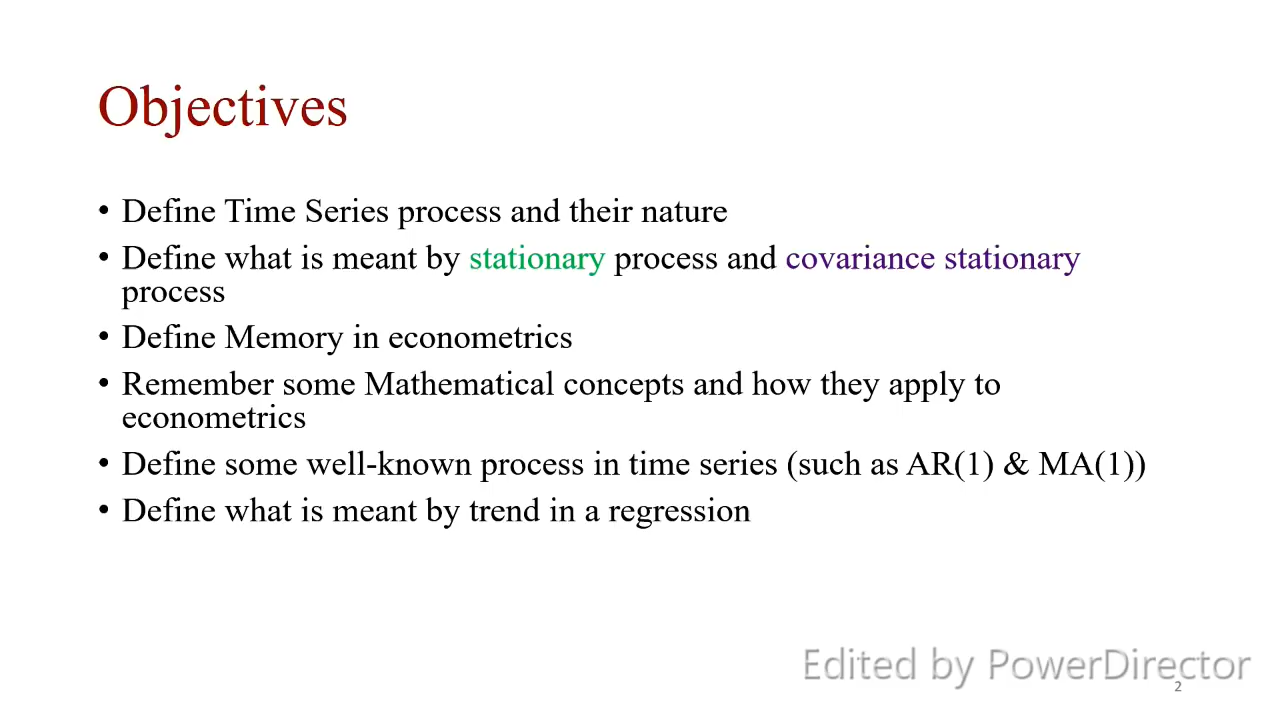 Objectives
• Define Time Series process and their nature
• Define what is meant by stationary process and covariance stationary
process
• Define Memory in econometrics
• Remember some Mathematical concepts and how they apply to
econometrics
• Define some well-known process in time series (such as AR(1) & MA(1))
• Define what is meant by trend in a regression
Edited by PowerDirector
2